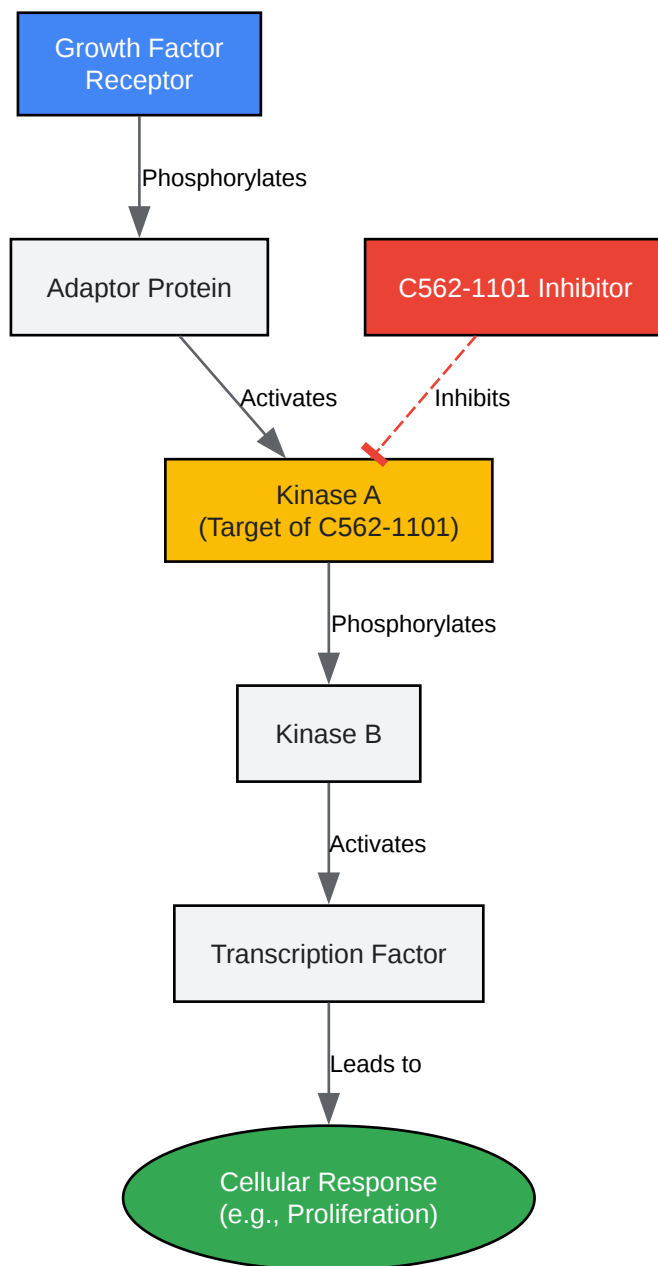 Growth Factor
Receptor
Phosphorylates
Adaptor Protein
C562-1101 Inhibitor
Activates
Inhibits
Kinase A
(Target of C562-1101)
Phosphorylates
Kinase B
Activates
Transcription Factor
Leads to
Cellular Response
(e.g., Proliferation)